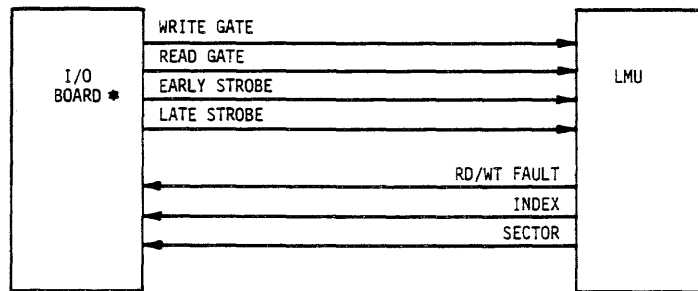 WRITE GATE
READ GATE
I/O
BOARD *
LMU
EARLY STROBE
LATE STROBE
RD/WT FAULT
INDEX
SECTOR